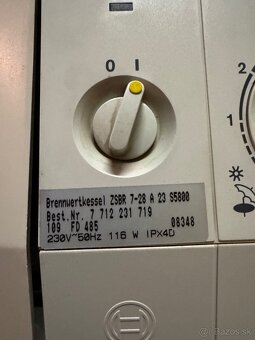 0 I
2
1
Brennwertkessel ZSBR 7-28 A 23 S5800
Best.Nr. 7 712 231 719
109 FD 485 08348
230V~50Hz 116 W IPX4D
bazar.sk